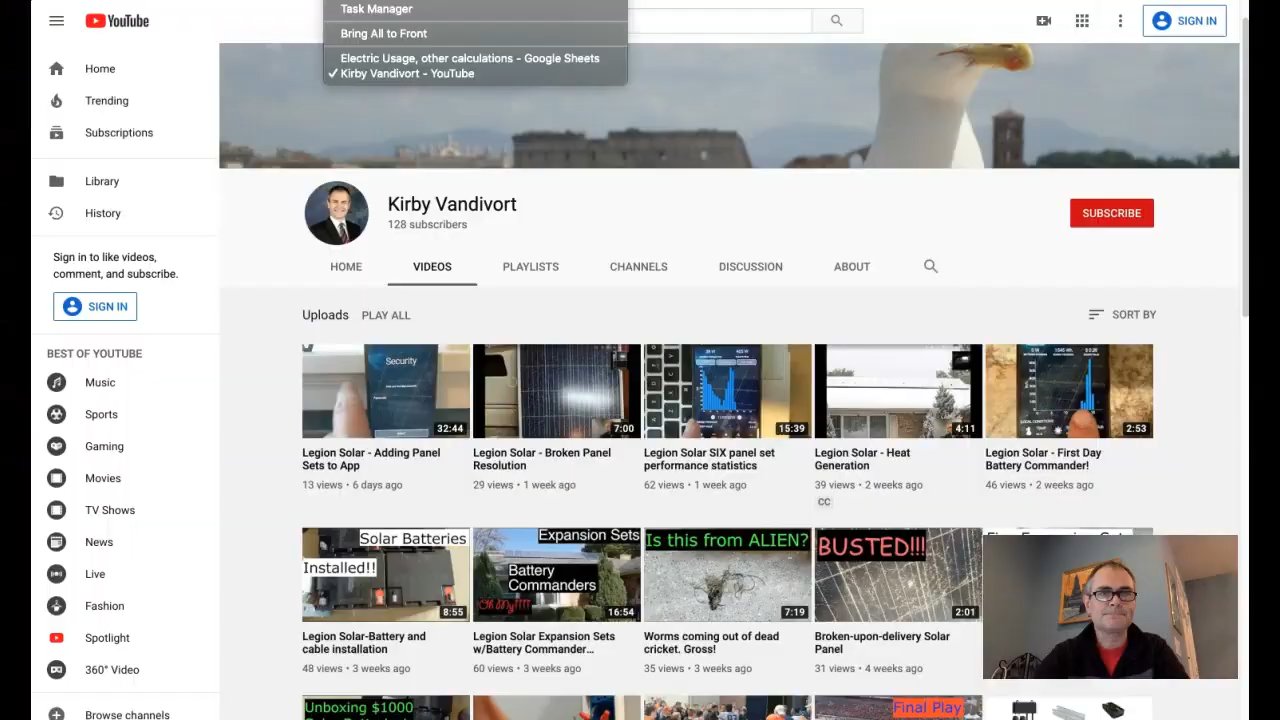 Task Manager
Bring All to Front
Electric Usage, other calculations - Google Sheets
✓ Kirby Vandivort - YouTube
YouTube
SIGN IN
Home
Trending
Subscriptions
Library
History
Sign in to like videos,
comment, and subscribe.
SIGN IN
BEST OF YOUTUBE
Music
Sports
Gaming
Movies
TV Shows
News
Live
Fashion
Spotlight
360° Video
Browse channels
Kirby Vandivort
128 subscribers
SUBSCRIBE
HOME VIDEOS PLAYLISTS CHANNELS DISCUSSION ABOUT
Uploads PLAY ALL SORT BY
Security
32:44
Legion Solar - Adding Panel
Sets to App
13 views • 6 days ago
7:00
Legion Solar - Broken Panel
Resolution
29 views • 1 week ago
15:39
Legion Solar SIX panel set
performance statistics
62 views • 1 week ago
4:11
Legion Solar - Heat
Generation
39 views • 2 weeks ago
CC
2:53
Legion Solar - First Day
Battery Commander!
46 views • 2 weeks ago
Solar Batteries
Installed!!
8:55
Legion Solar-Battery and
cable installation
48 views • 3 weeks ago
Expansion Sets
Battery
Commanders
Oh My!!!!
16:54
Legion Solar Expansion Sets
w/Battery Commander...
60 views • 3 weeks ago
Is this from ALIEN?
7:19
Worms coming out of dead
cricket. Gross!
35 views • 3 weeks ago
BUSTED!!!
2:01
Broken-upon-delivery Solar
Panel
31 views • 4 weeks ago
Unboxing $1000
Final Play